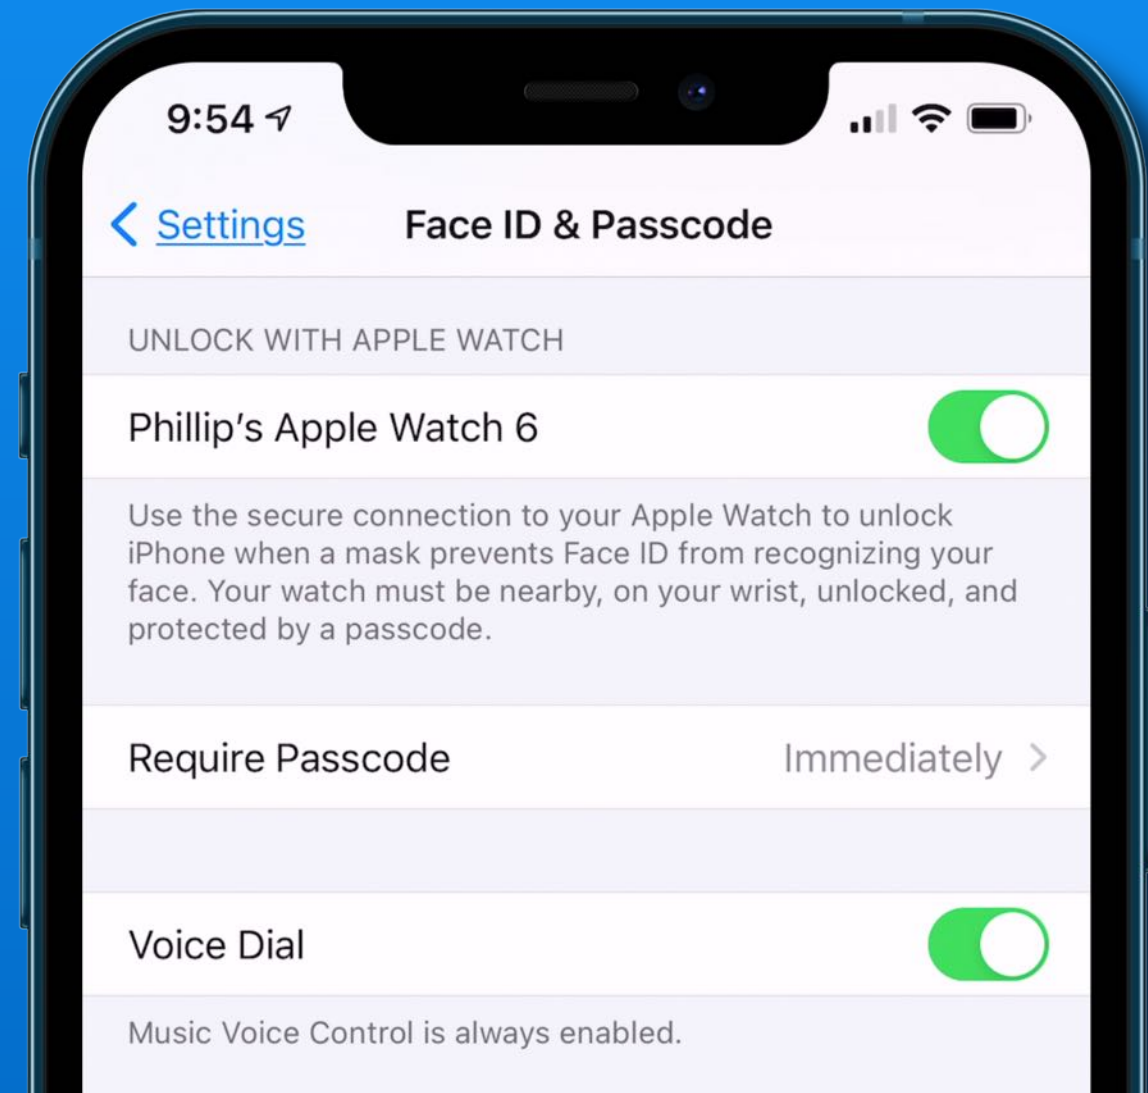 9:54
Settings
Face ID & Passcode
UNLOCK WITH APPLE WATCH
Phillip’s Apple Watch 6
Use the secure connection to your Apple Watch to unlock
iPhone when a mask prevents Face ID from recognizing your
face. Your watch must be nearby, on your wrist, unlocked, and
protected by a passcode.
Require Passcode
Immediately
Voice Dial
Music Voice Control is always enabled.